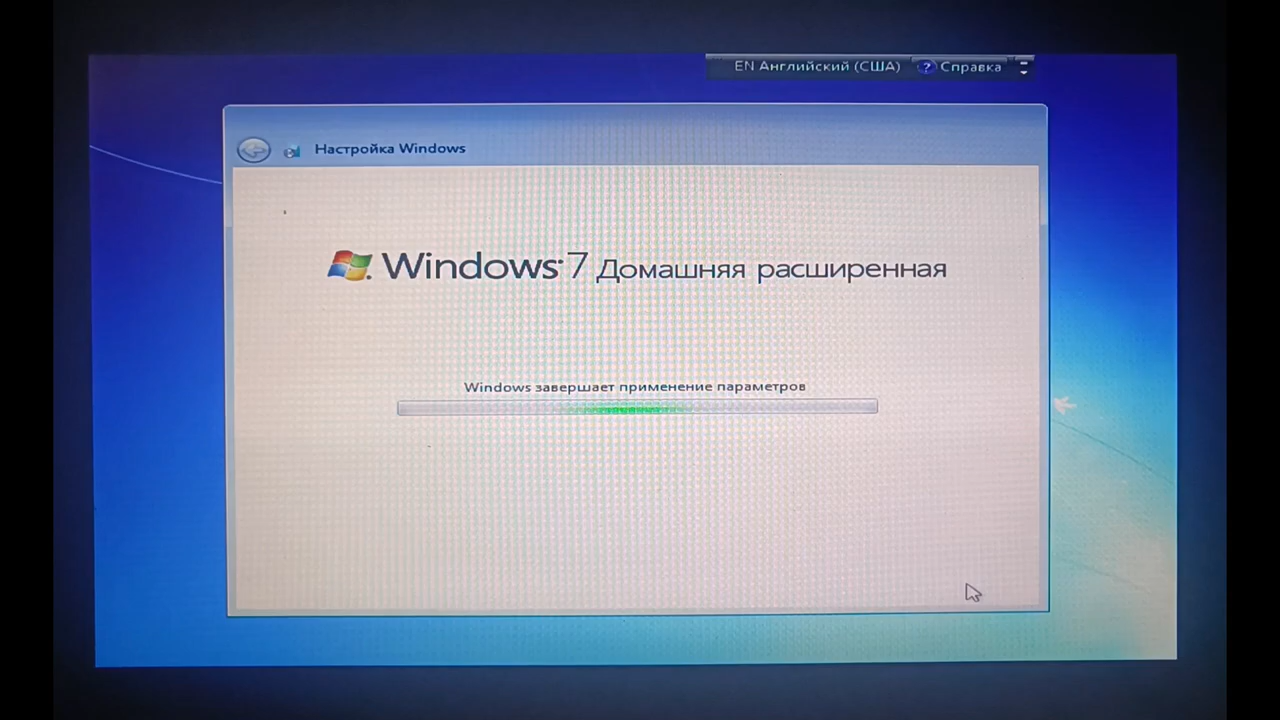 EN Английский (США) ? Справка
Настройка Windows
Windows 7 Домашняя расширенная
Windows завершает применение параметров